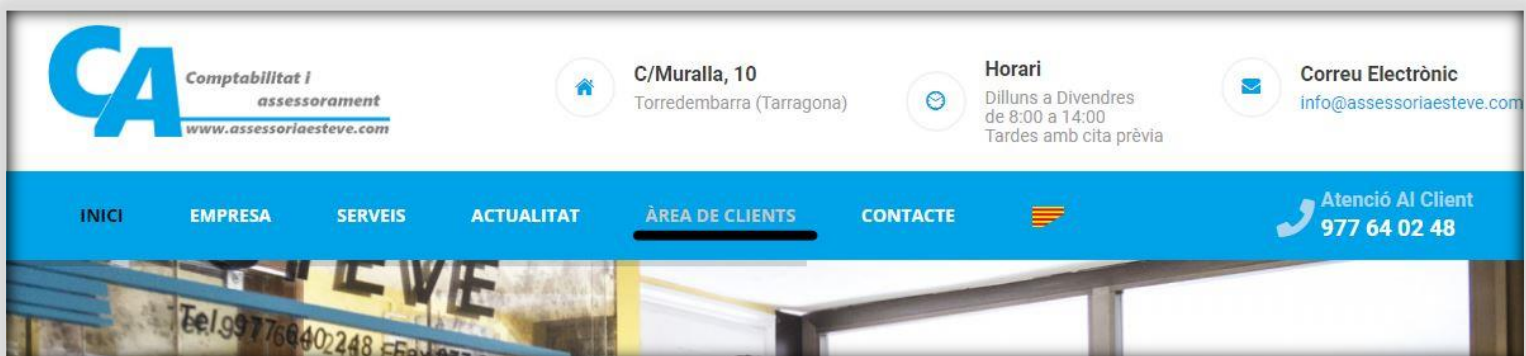 CA
Comptabilitat i
assessorament
www.assessoriaesteve.com
C/Muralla, 10
Torredembarra (Tarragona)
Horari
Dilluns a Divendres
de 8:00 a 14:00
Tardes amb cita prèvia
Correu Electrònic
info@assessoriaesteve.com
INICI EMPRESA SERVEIS ACTUALITAT ÀREA DE CLIENTS CONTACTE
Atenció Al Client
977 64 02 48